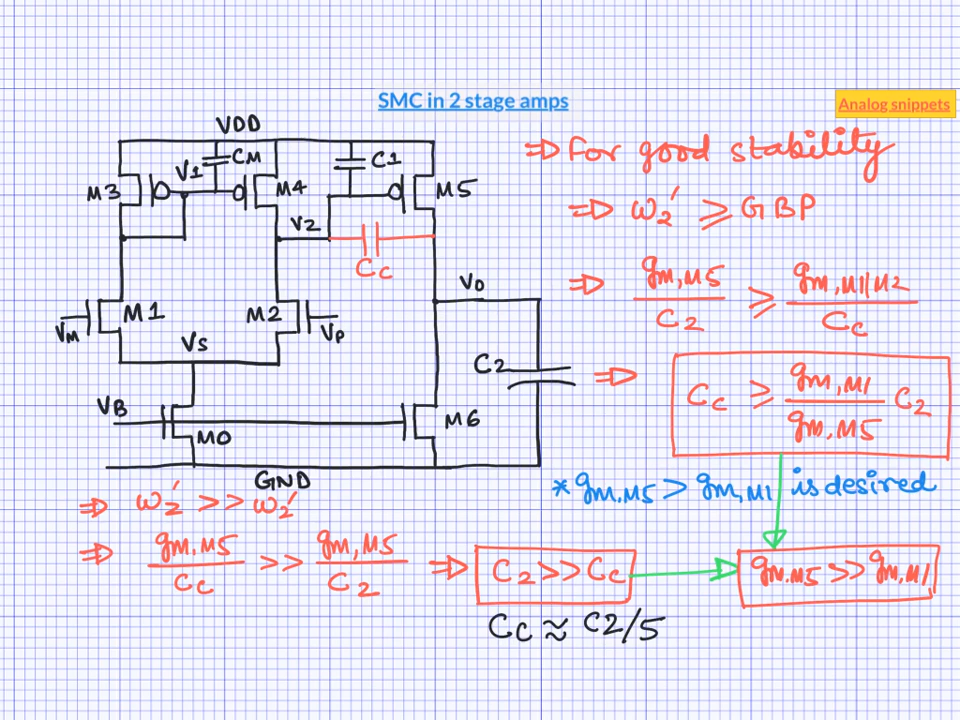 SMC in 2 stage amps
Analog snippets
VDD
V1
CM
C1
M3
M4
M5
V2
Cc
M1
M2
VM
VP
VS
VO
C2
VB
M0
M6
GND
⇒ For good stability
⇒ ω2' ≥ GBP
⇒ gm,M5/C2 ≥ gm,M1|M2/Cc
⇒ Cc ≥ gm,M1/gm,M5 C2
* gm,M5 > gm,M1 is desired
⇒ ωz' >> ω2'
⇒ gm,M5/Cc >> gm,M5/C2 ⇒ C2 >> Cc
gm,M5 >> gm,M1
Cc ≈ C2/5